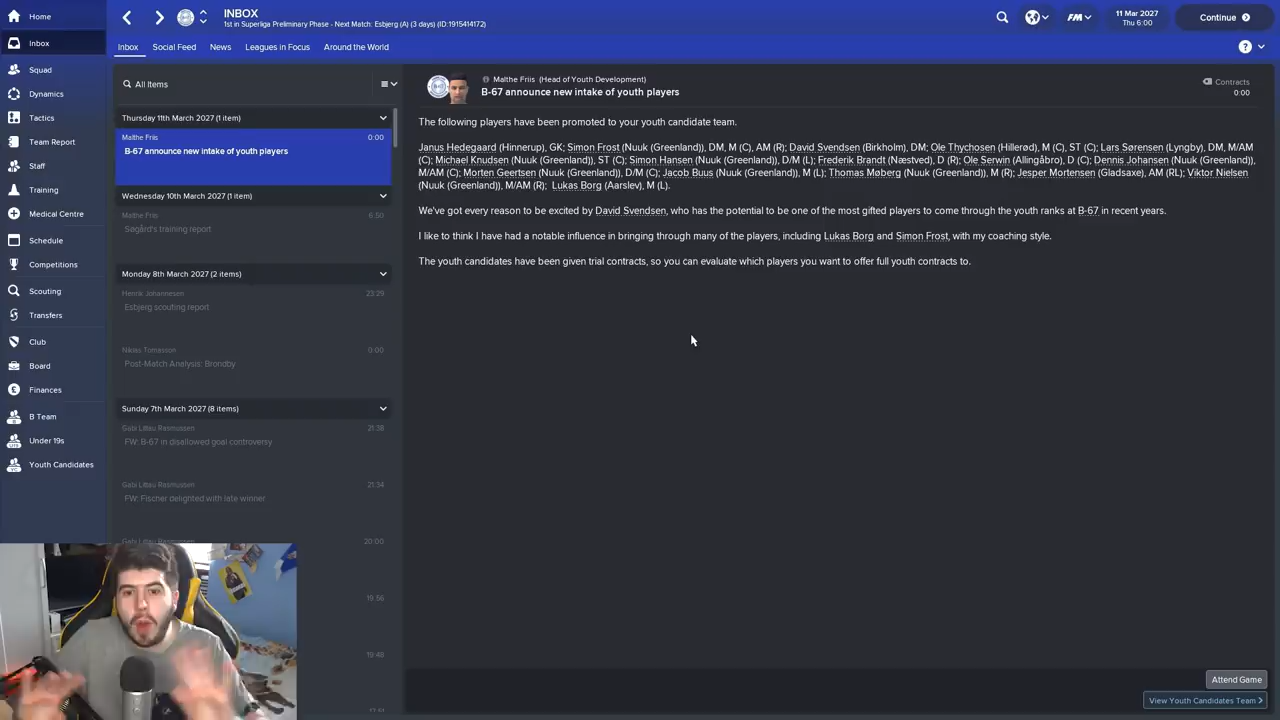 Home
INBOX
1st in Superliga Preliminary Phase - Next Match: Esbjerg (A) (3 days) (ID:1915414172)
FM
11 Mar 2027
Thu 6:00
Continue
Inbox
Squad
Dynamics
Tactics
Team Report
Staff
Training
Medical Centre
Schedule
Competitions
Scouting
Transfers
Club
Board
Finances
B Team
Under 19s
Youth Candidates
Inbox Social Feed News Leagues in Focus Around the World
?
All Items
Thursday 11th March 2027 (1 item)
Malthe Friis 0:00
B-67 announce new intake of youth players
Wednesday 10th March 2027 (1 item)
Malthe Friis 6:50
Søgård's training report
Monday 8th March 2027 (2 items)
Henrik Johannesen 23:29
Esbjerg scouting report
Niklas Tomasson 0:00
Post-Match Analysis: Brondby
Sunday 7th March 2027 (8 items)
Gabi Littau Rasmussen 21:38
FW: B-67 in disallowed goal controversy
Gabi Littau Rasmussen 21:34
FW: Fischer delighted with late winner
20:00
19:56
19:48
Malthe Friis (Head of Youth Development)
B-67 announce new intake of youth players
Contracts
0:00
The following players have been promoted to your youth candidate team.
Janus Hedegaard (Hinnerup), GK; Simon Frost (Nuuk (Greenland)), DM, M (C), AM (R); David Svendsen (Birkholm), DM; Ole Thychosen (Hillerød), M (C), ST (C); Lars Sørensen (Lyngby), DM, M/AM
(C); Michael Knudsen (Nuuk (Greenland)), ST (C); Simon Hansen (Nuuk (Greenland)), D/M (L); Frederik Brandt (Næstved), D (R); Ole Serwin (Allingåbro), D (C); Dennis Johansen (Nuuk (Greenland)),
M/AM (C); Morten Geertsen (Nuuk (Greenland)), D/M (C); Jacob Buus (Nuuk (Greenland)), M (L); Thomas Møberg (Nuuk (Greenland)), M (R); Jesper Mortensen (Gladsaxe), AM (RL); Viktor Nielsen
(Nuuk (Greenland)), M/AM (R); Lukas Borg (Aarslev), M (L).
We've got every reason to be excited by David Svendsen, who has the potential to be one of the most gifted players to come through the youth ranks at B-67 in recent years.
I like to think I have had a notable influence in bringing through many of the players, including Lukas Borg and Simon Frost, with my coaching style.
The youth candidates have been given trial contracts, so you can evaluate which players you want to offer full youth contracts to.
Attend Game
View Youth Candidates Team >